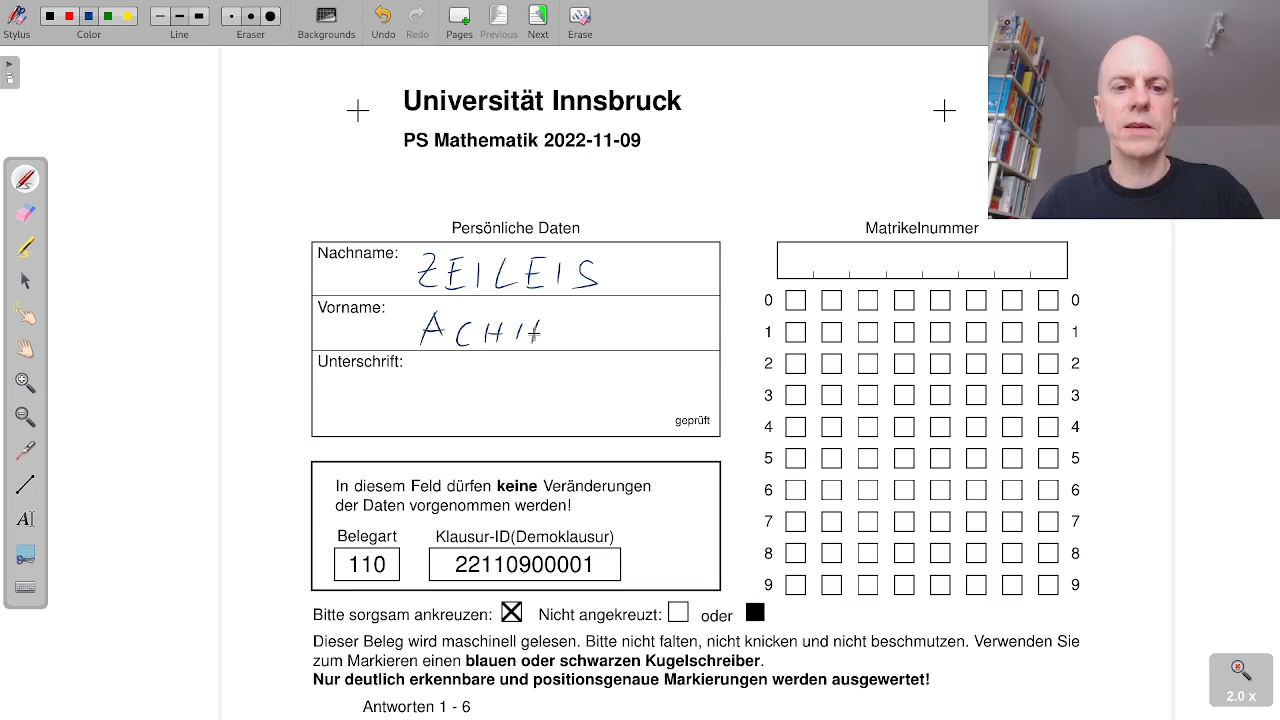 Stylus Color Line Eraser Backgrounds Undo Redo Pages Previous Next Erase
Universität Innsbruck
PS Mathematik 2022-11-09
Persönliche Daten
Matrikelnummer
Nachname: ZEILEIS
Vorname: ACHI
Unterschrift:
geprüft
0 0
1 1
2 2
3 3
4 4
5 5
6 6
7 7
8 8
9 9
In diesem Feld dürfen keine Veränderungen
der Daten vorgenommen werden!
Belegart Klausur-ID(Demoklausur)
110 22110900001
Bitte sorgsam ankreuzen: Nicht angekreuzt: oder
Dieser Beleg wird maschinell gelesen. Bitte nicht falten, nicht knicken und nicht beschmutzen. Verwenden Sie
zum Markieren einen blauen oder schwarzen Kugelschreiber.
Nur deutlich erkennbare und positionsgenaue Markierungen werden ausgewertet!
Antworten 1 - 6
2.0 x